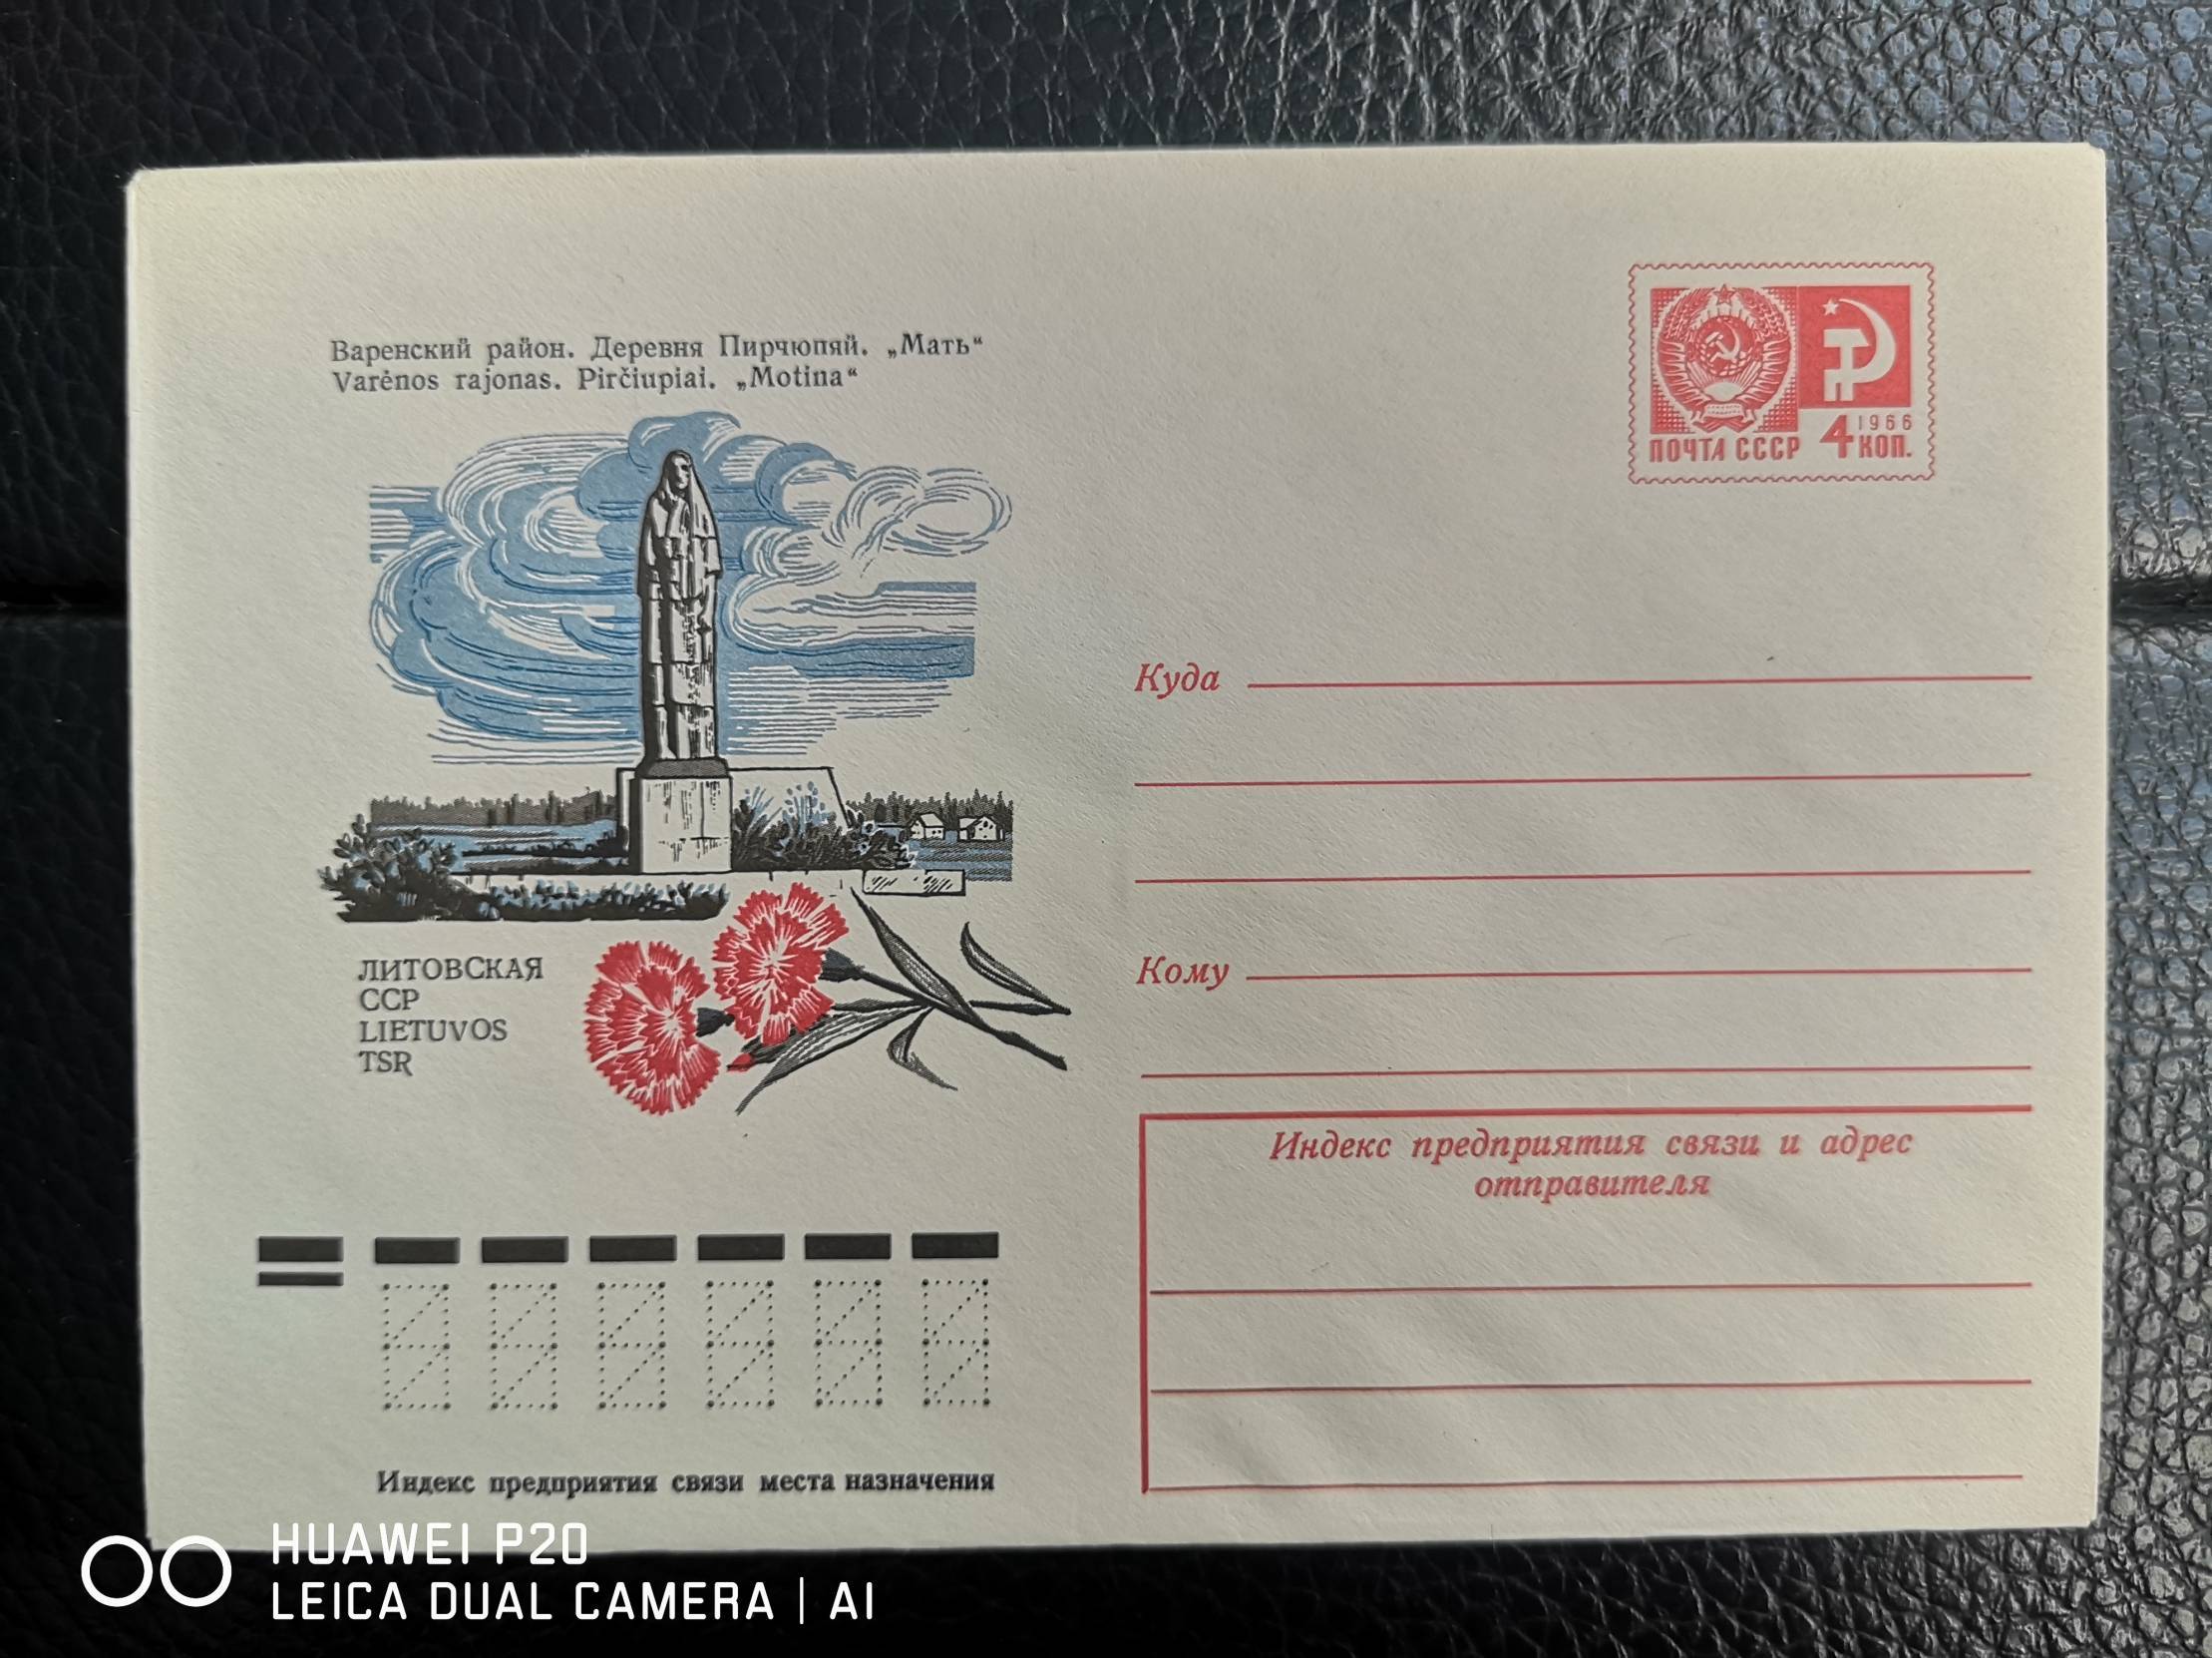 Варенский район. Деревня Пирчюпяй. „Мать“
Varėnos rajonas. Pirčiupiai. „Motina“
1966
ПОЧТА СССР 4 КОП.
Куда
ЛИТОВСКАЯ
ССР
LIETUVOS
TSR
Кому
Индекс предприятия связи и адрес
отправителя
Индекс предприятия связи места назначения
HUAWEI P20
LEICA DUAL CAMERA | AI